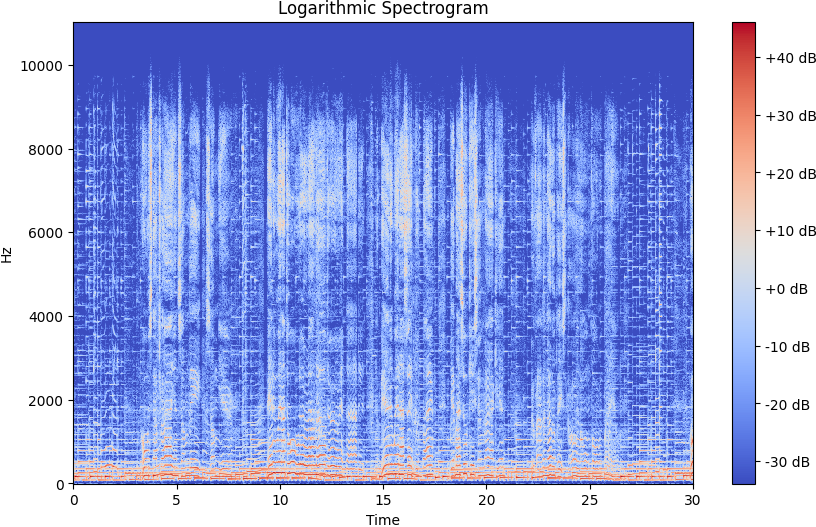 Logarithmic Spectrogram
Hz
10000
8000
6000
4000
2000
0
0 5 10 15 20 25 30
Time
+40 dB
+30 dB
+20 dB
+10 dB
+0 dB
-10 dB
-20 dB
-30 dB